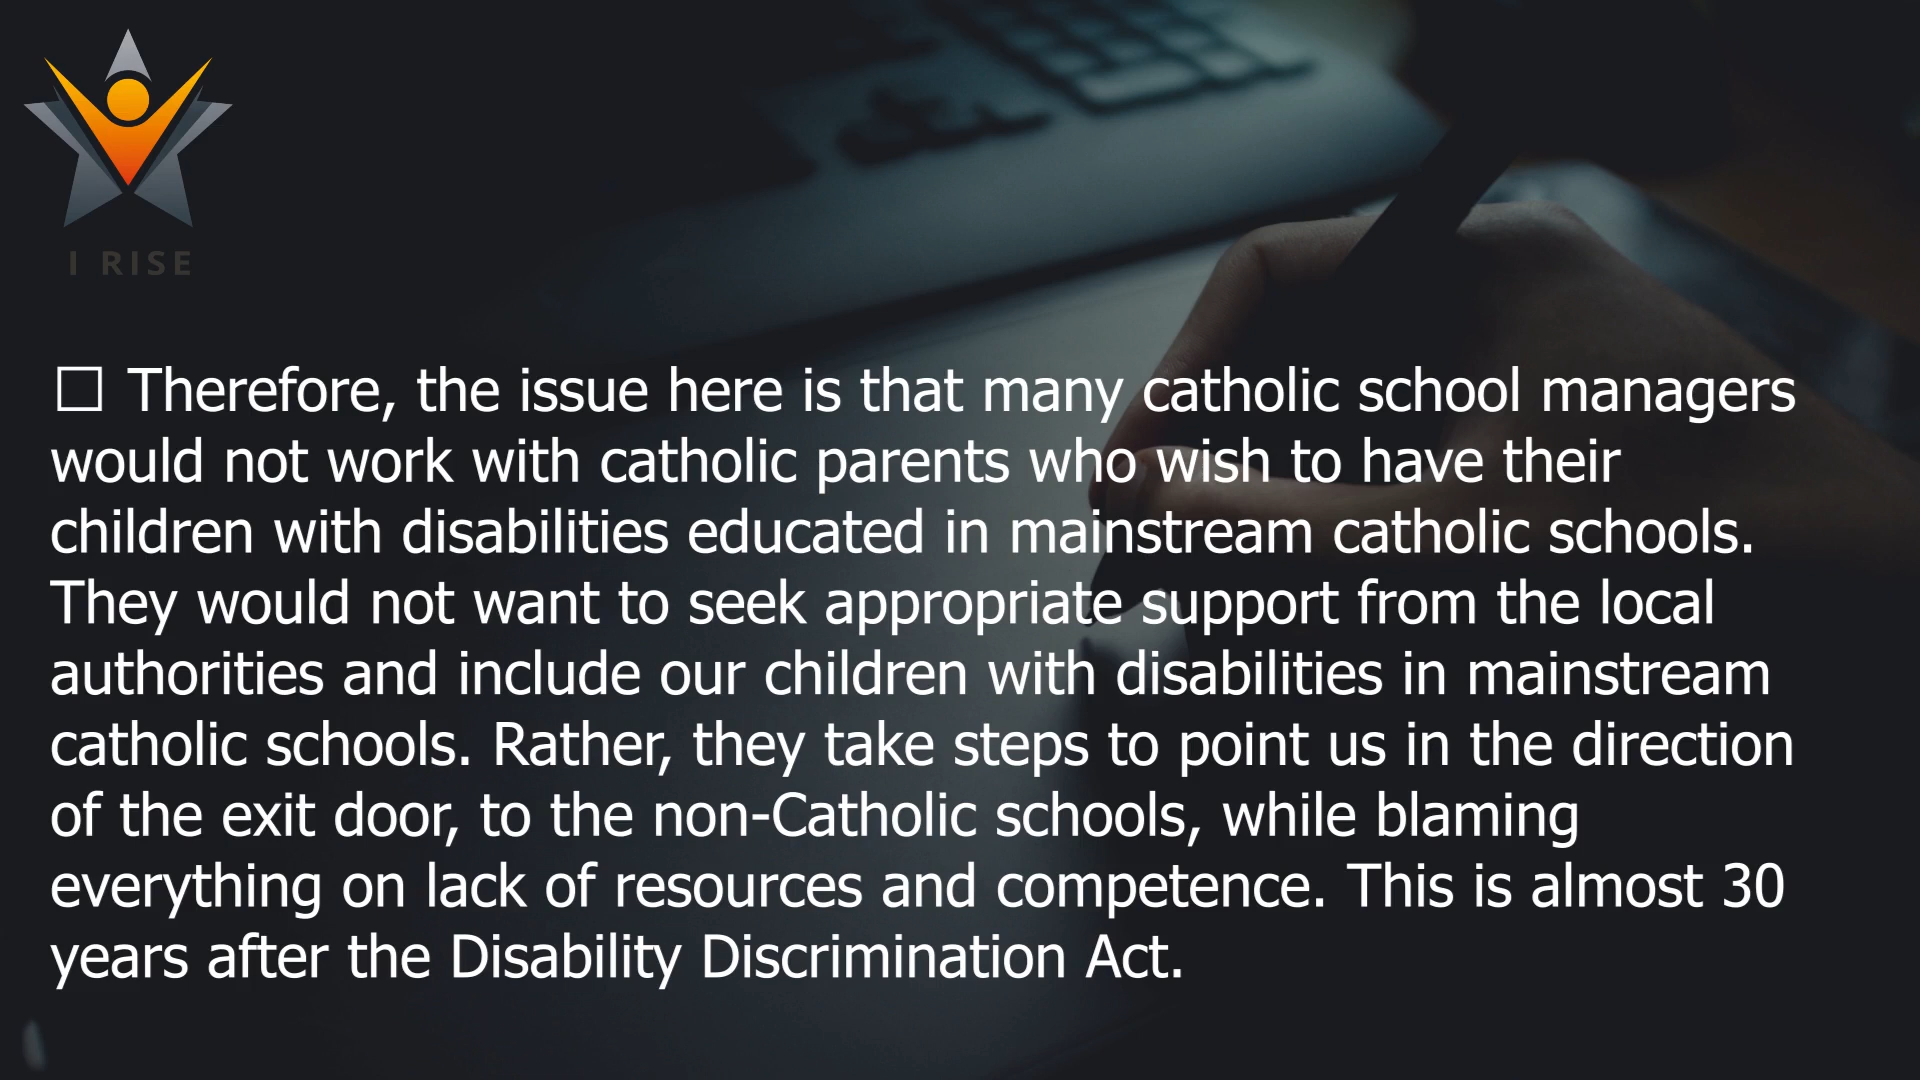 I RISE
☐ Therefore, the issue here is that many catholic school managers
would not work with catholic parents who wish to have their
children with disabilities educated in mainstream catholic schools.
They would not want to seek appropriate support from the local
authorities and include our children with disabilities in mainstream
catholic schools. Rather, they take steps to point us in the direction
of the exit door, to the non-Catholic schools, while blaming
everything on lack of resources and competence. This is almost 30
years after the Disability Discrimination Act.